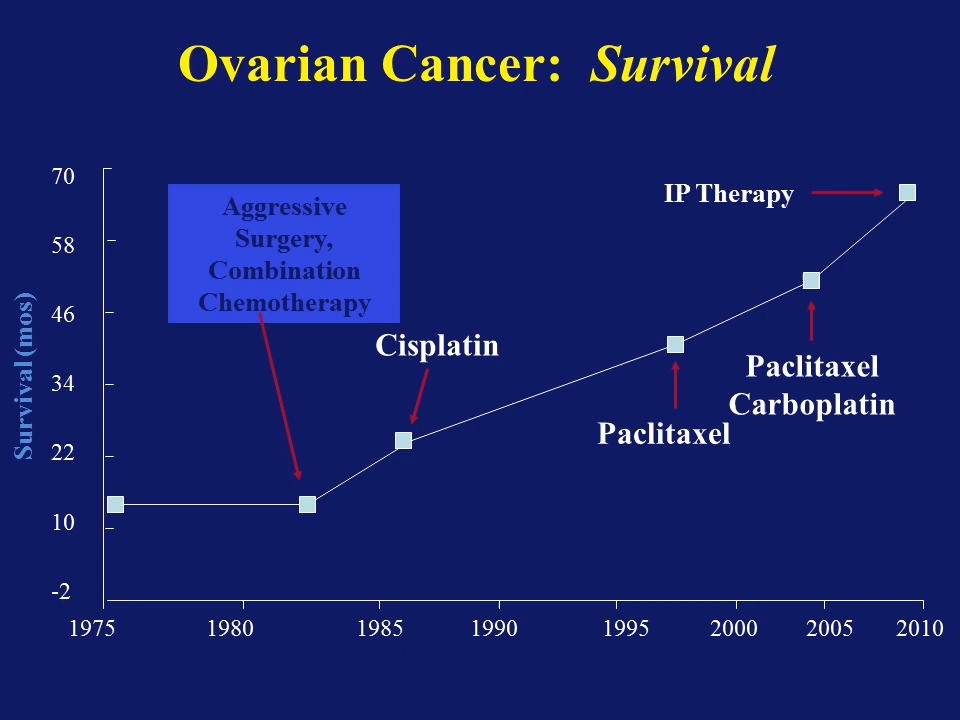 Ovarian Cancer: Survival
70
58
46
34
22
10
-2
Survival (mos)
Aggressive
Surgery,
Combination
Chemotherapy
Cisplatin
IP Therapy
Paclitaxel
Paclitaxel
Carboplatin
1975 1980 1985 1990 1995 2000 2005 2010